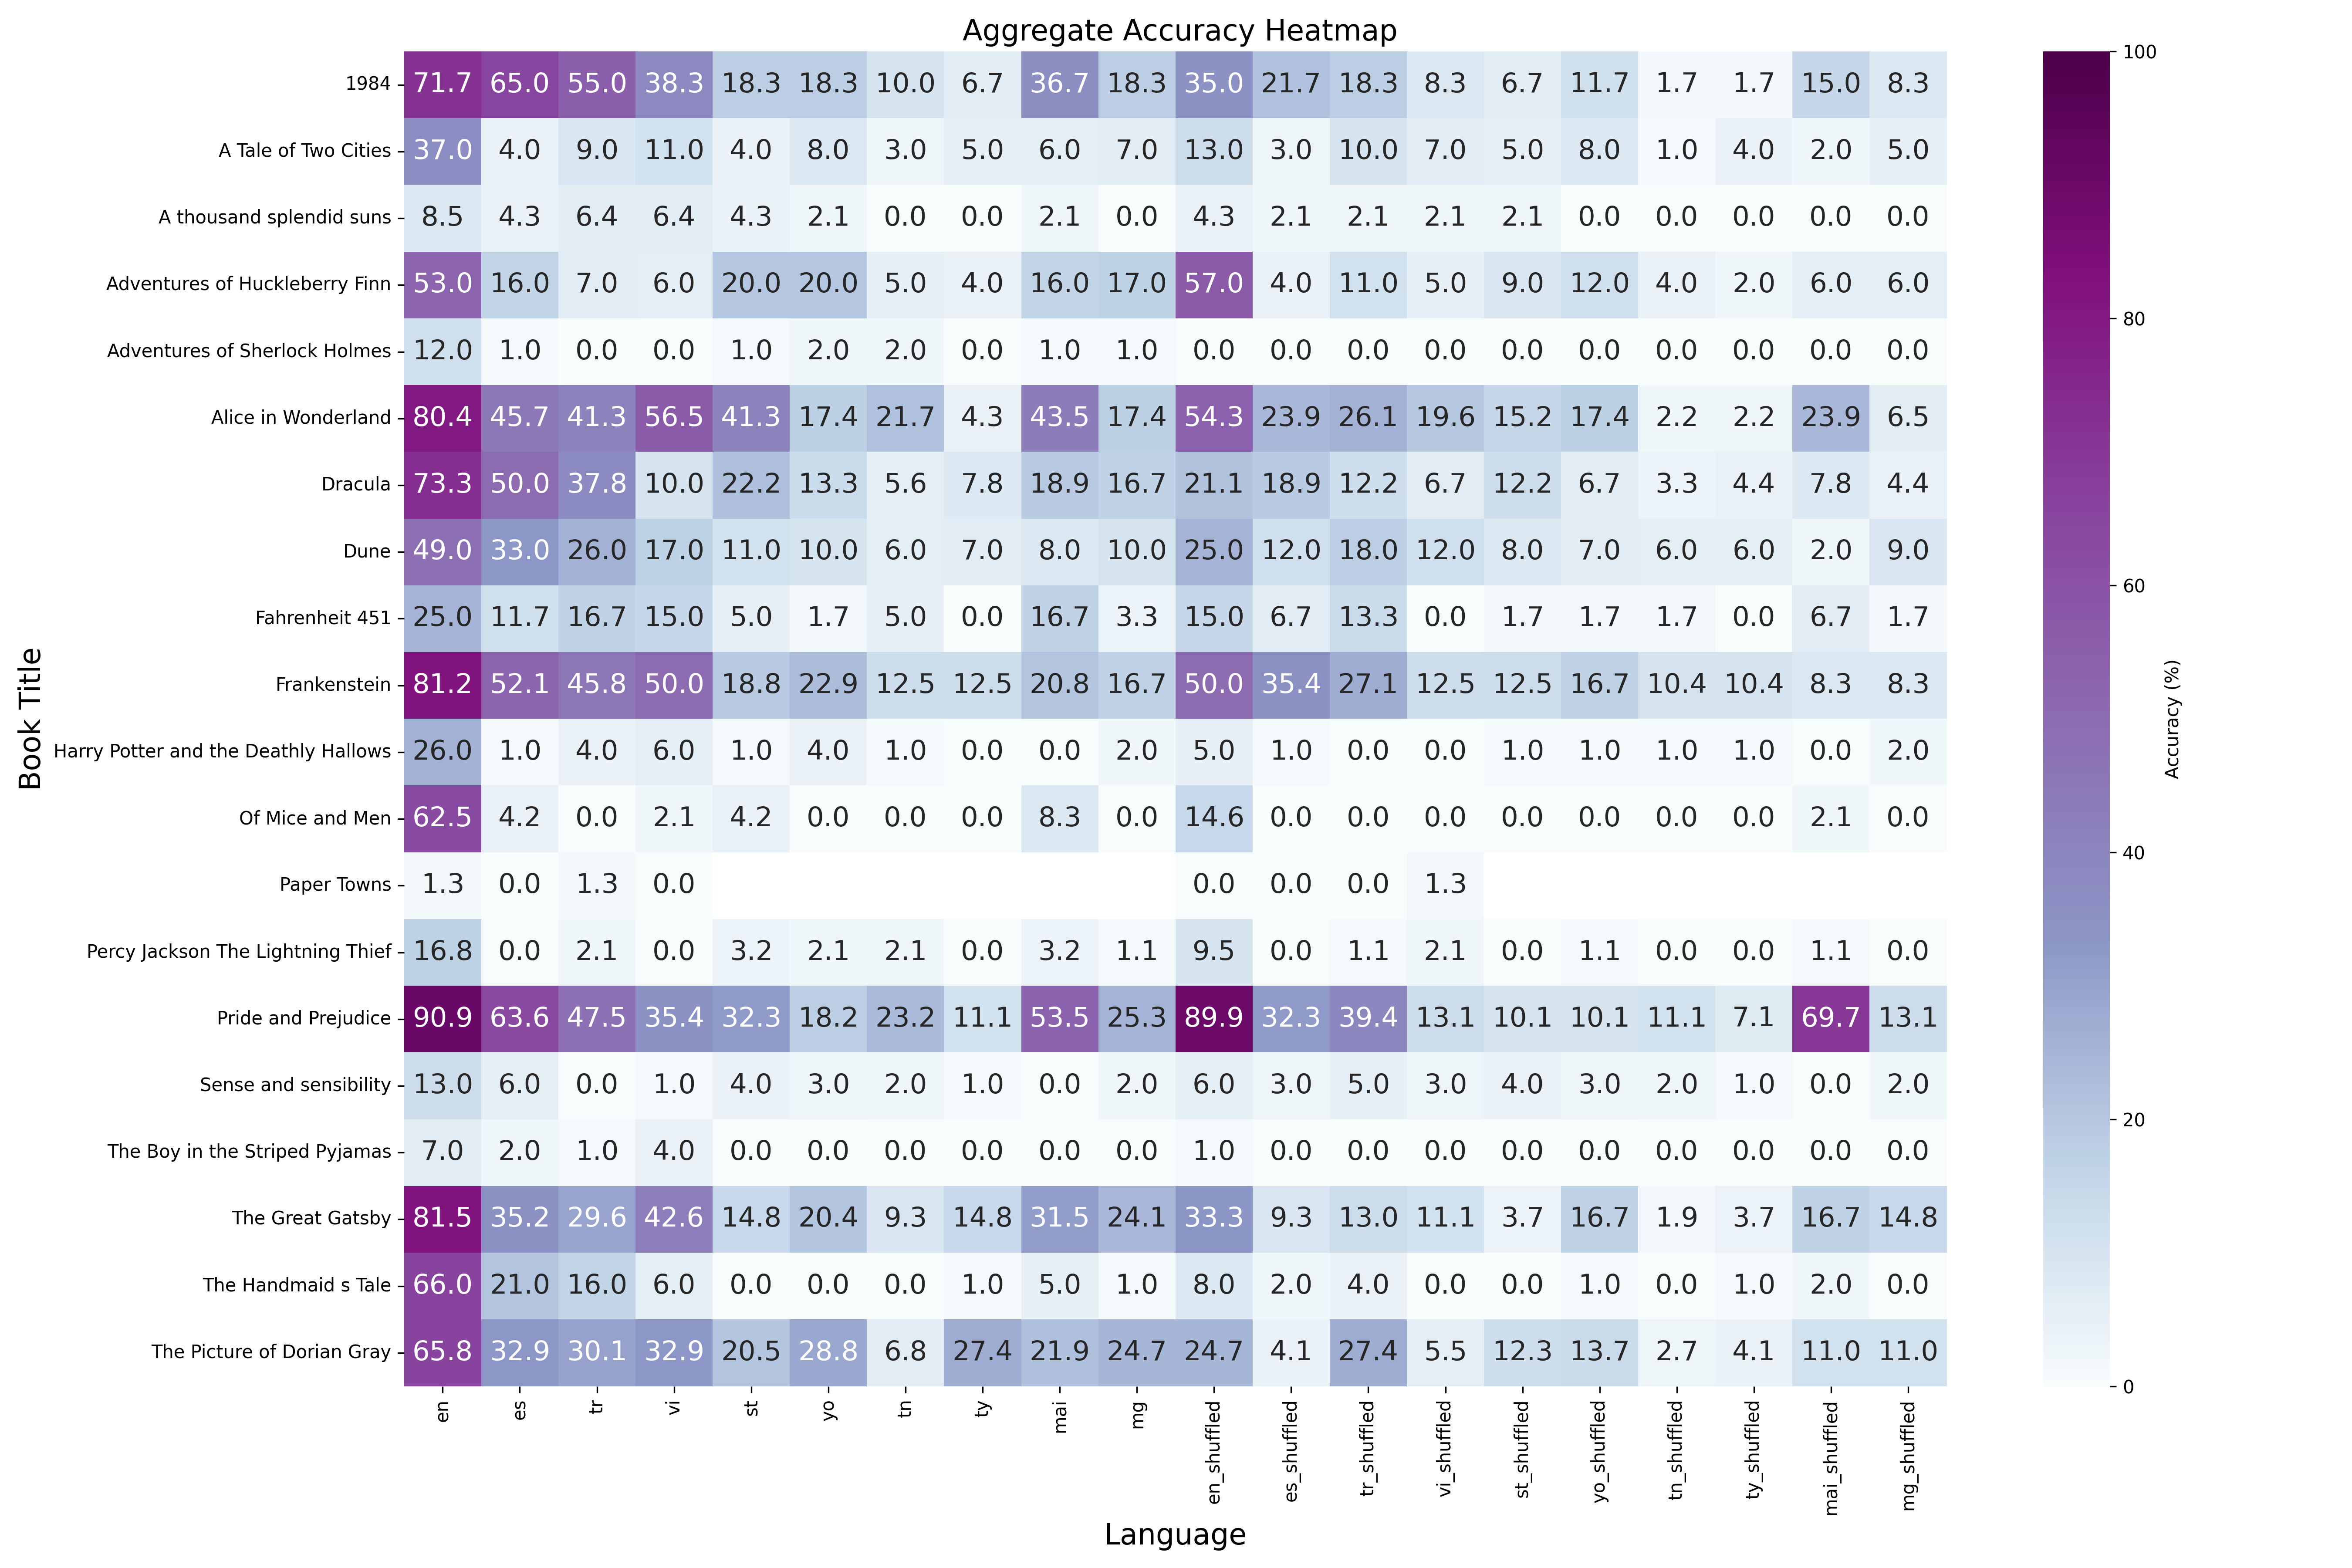 Aggregate Accuracy Heatmap
Book Title
1984 71.7 65.0 55.0 38.3 18.3 18.3 10.0 6.7 36.7 18.3 35.0 21.7 18.3 8.3 6.7 11.7 1.7 1.7 15.0 8.3
A Tale of Two Cities 37.0 4.0 9.0 11.0 4.0 8.0 3.0 5.0 6.0 7.0 13.0 3.0 10.0 7.0 5.0 8.0 1.0 4.0 2.0 5.0
A thousand splendid suns 8.5 4.3 6.4 6.4 4.3 2.1 0.0 0.0 2.1 0.0 4.3 2.1 2.1 2.1 2.1 0.0 0.0 0.0 0.0 0.0
Adventures of Huckleberry Finn 53.0 16.0 7.0 6.0 20.0 20.0 5.0 4.0 16.0 17.0 57.0 4.0 11.0 5.0 9.0 12.0 4.0 2.0 6.0 6.0
Adventures of Sherlock Holmes 12.0 1.0 0.0 0.0 1.0 2.0 2.0 0.0 1.0 1.0 0.0 0.0 0.0 0.0 0.0 0.0 0.0 0.0 0.0 0.0
Alice in Wonderland 80.4 45.7 41.3 56.5 41.3 17.4 21.7 4.3 43.5 17.4 54.3 23.9 26.1 19.6 15.2 17.4 2.2 2.2 23.9 6.5
Dracula 73.3 50.0 37.8 10.0 22.2 13.3 5.6 7.8 18.9 16.7 21.1 18.9 12.2 6.7 12.2 6.7 3.3 4.4 7.8 4.4
Dune 49.0 33.0 26.0 17.0 11.0 10.0 6.0 7.0 8.0 10.0 25.0 12.0 18.0 12.0 8.0 7.0 6.0 6.0 2.0 9.0
Fahrenheit 451 25.0 11.7 16.7 15.0 5.0 1.7 5.0 0.0 16.7 3.3 15.0 6.7 13.3 0.0 1.7 1.7 1.7 0.0 6.7 1.7
Frankenstein 81.2 52.1 45.8 50.0 18.8 22.9 12.5 12.5 20.8 16.7 50.0 35.4 27.1 12.5 12.5 16.7 10.4 10.4 8.3 8.3
Harry Potter and the Deathly Hallows 26.0 1.0 4.0 6.0 1.0 4.0 1.0 0.0 0.0 2.0 5.0 1.0 0.0 0.0 1.0 1.0 1.0 1.0 0.0 2.0
Of Mice and Men 62.5 4.2 0.0 2.1 4.2 0.0 0.0 0.0 8.3 0.0 14.6 0.0 0.0 0.0 0.0 0.0 0.0 0.0 2.1 0.0
Paper Towns 1.3 0.0 1.3 0.0 0.0 0.0 0.0 1.3
Percy Jackson The Lightning Thief 16.8 0.0 2.1 0.0 3.2 2.1 2.1 0.0 3.2 1.1 9.5 0.0 1.1 2.1 0.0 1.1 0.0 0.0 1.1 0.0
Pride and Prejudice 90.9 63.6 47.5 35.4 32.3 18.2 23.2 11.1 53.5 25.3 89.9 32.3 39.4 13.1 10.1 10.1 11.1 7.1 69.7 13.1
Sense and sensibility 13.0 6.0 0.0 1.0 4.0 3.0 2.0 1.0 0.0 2.0 6.0 3.0 5.0 3.0 4.0 3.0 2.0 1.0 0.0 2.0
The Boy in the Striped Pyjamas 7.0 2.0 1.0 4.0 0.0 0.0 0.0 0.0 0.0 0.0 1.0 0.0 0.0 0.0 0.0 0.0 0.0 0.0 0.0 0.0
The Great Gatsby 81.5 35.2 29.6 42.6 14.8 20.4 9.3 14.8 31.5 24.1 33.3 9.3 13.0 11.1 3.7 16.7 1.9 3.7 16.7 14.8
The Handmaid s Tale 66.0 21.0 16.0 6.0 0.0 0.0 0.0 1.0 5.0 1.0 8.0 2.0 4.0 0.0 0.0 1.0 0.0 1.0 2.0 0.0
The Picture of Dorian Gray 65.8 32.9 30.1 32.9 20.5 28.8 6.8 27.4 21.9 24.7 24.7 4.1 27.4 5.5 12.3 13.7 2.7 4.1 11.0 11.0
en es tr vi st yo tn ty mai mg en_shuffled es_shuffled tr_shuffled vi_shuffled st_shuffled yo_shuffled tn_shuffled ty_shuffled mai_shuffled mg_shuffled
Language
100
80
60
40
20
0
Accuracy (%)